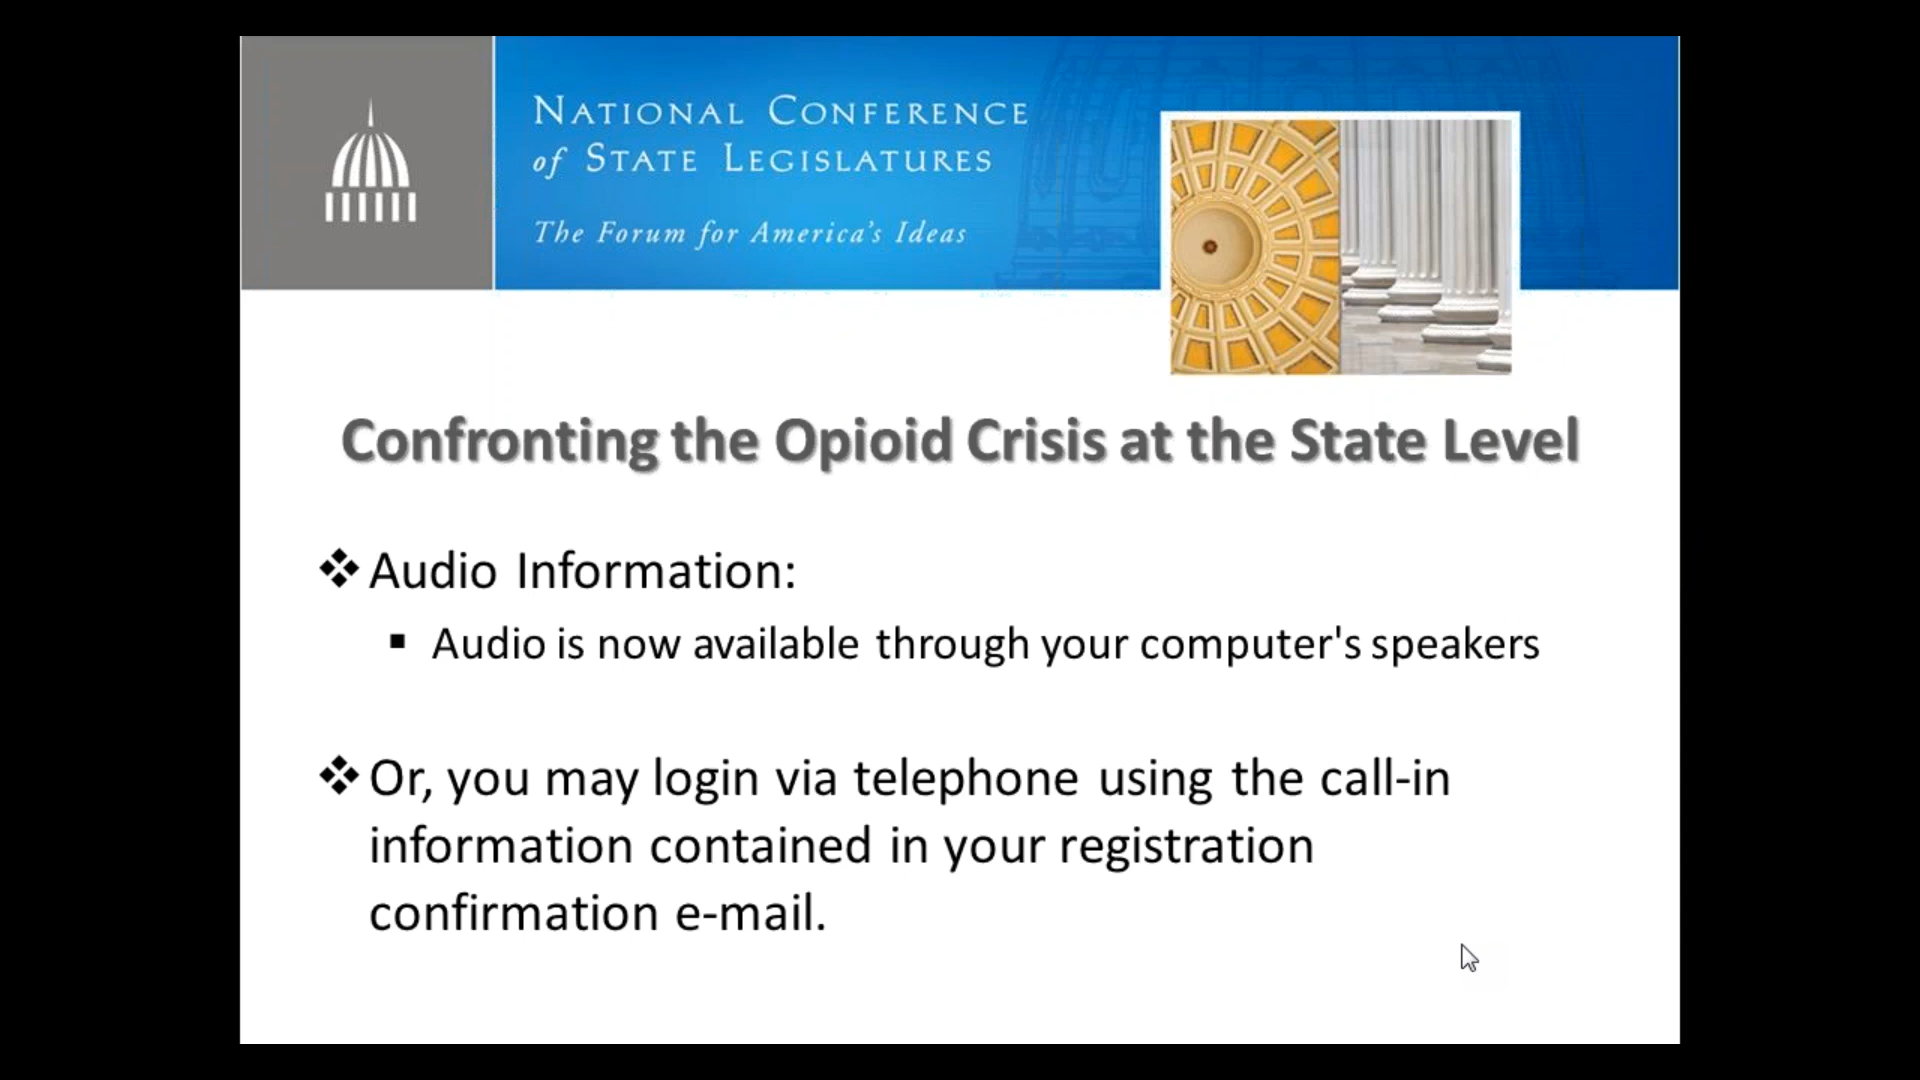 NATIONAL CONFERENCE
of STATE LEGISLATURES
The Forum for America's Ideas
Confronting the Opioid Crisis at the State Level
❖ Audio Information:
▪ Audio is now available through your computer's speakers
❖ Or, you may login via telephone using the call-in
information contained in your registration
confirmation e-mail.